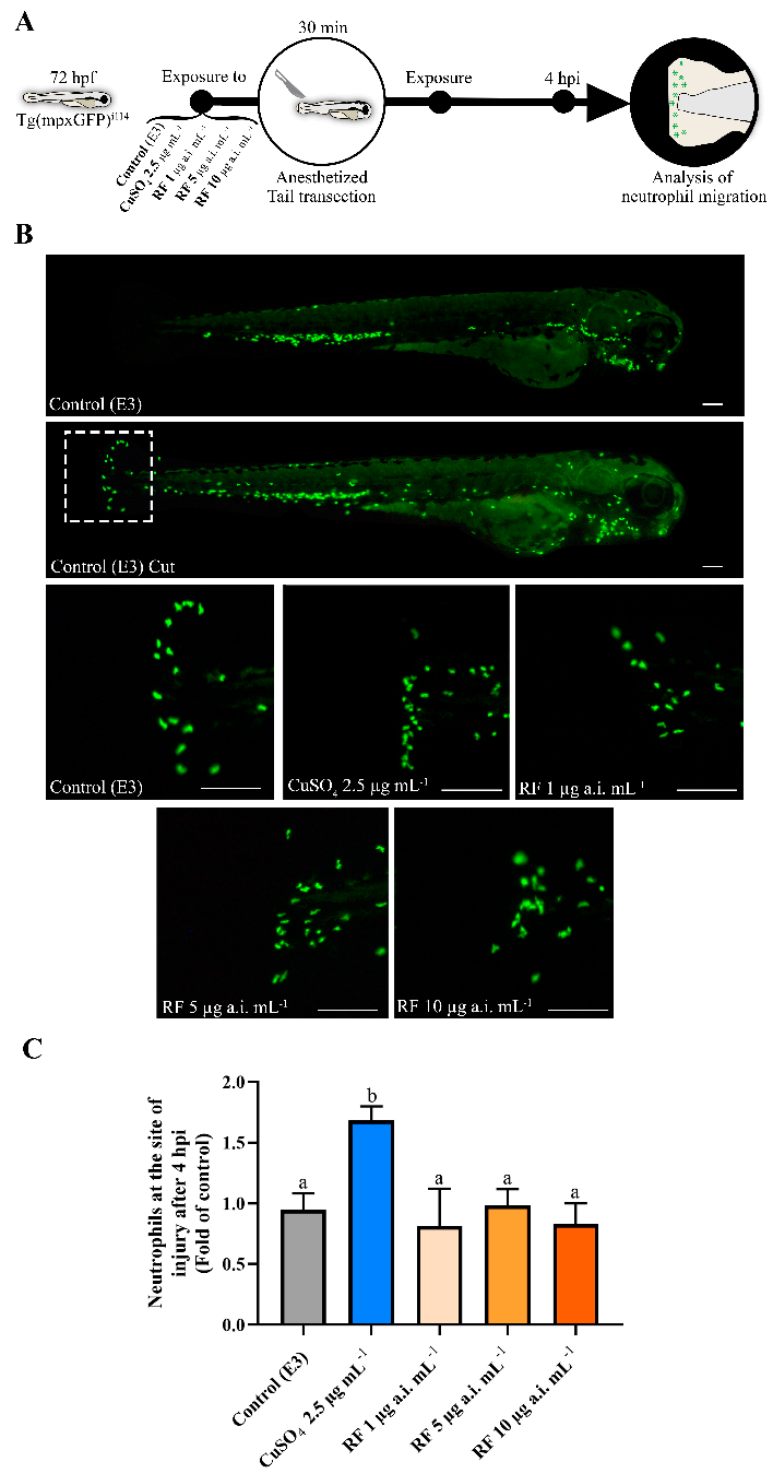 A
30 min
72 hpf
Exposure to
Exposure
4 hpi
Tg(mpxGFP)i114
Control (E3)
CuSO4 2.5 µg mL-1
RF 1 µg a.i. mL-1
RF 5 µg a.i. mL-1
RF 10 µg a.i. mL-1
Anesthetized
Tail transection
Analysis of
neutrophil migration
B
Control (E3)
Control (E3) Cut
Control (E3)
CuSO4 2.5 µg mL-1
RF 1 µg a.i. mL-1
RF 5 µg a.i. mL-1
RF 10 µg a.i. mL-1
C
Neutrophils at the site of
injury after 4 hpi
(Fold of control)
2.0
1.5
1.0
0.5
0.0
a
b
a
a
a
Control (E3)
CuSO4 2.5 µg mL-1
RF 1 µg a.i. mL-1
RF 5 µg a.i. mL-1
RF 10 µg a.i. mL-1